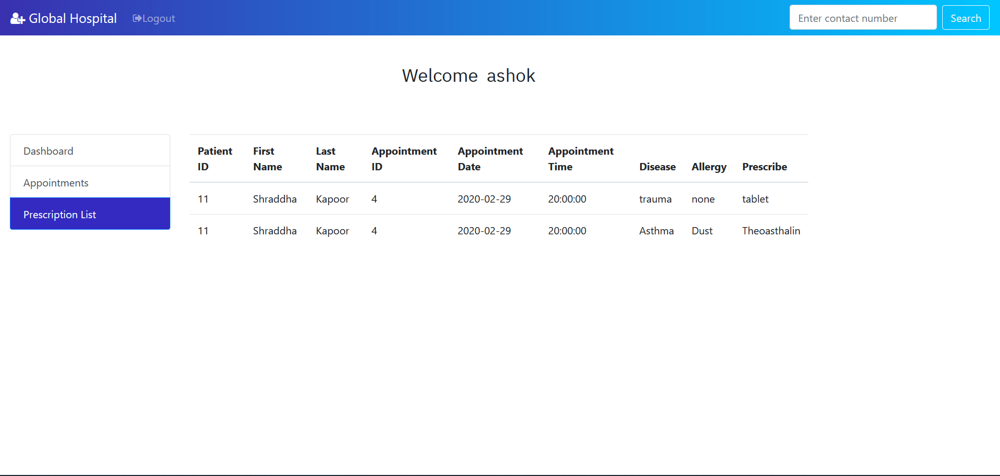 Global Hospital Logout Enter contact number Search
Welcome ashok
Dashboard
Appointments
Prescription List
Patient ID First Name Last Name Appointment ID Appointment Date Appointment Time Disease Allergy Prescribe
11 Shraddha Kapoor 4 2020-02-29 20:00:00 trauma none tablet
11 Shraddha Kapoor 4 2020-02-29 20:00:00 Asthma Dust Theoasthalin